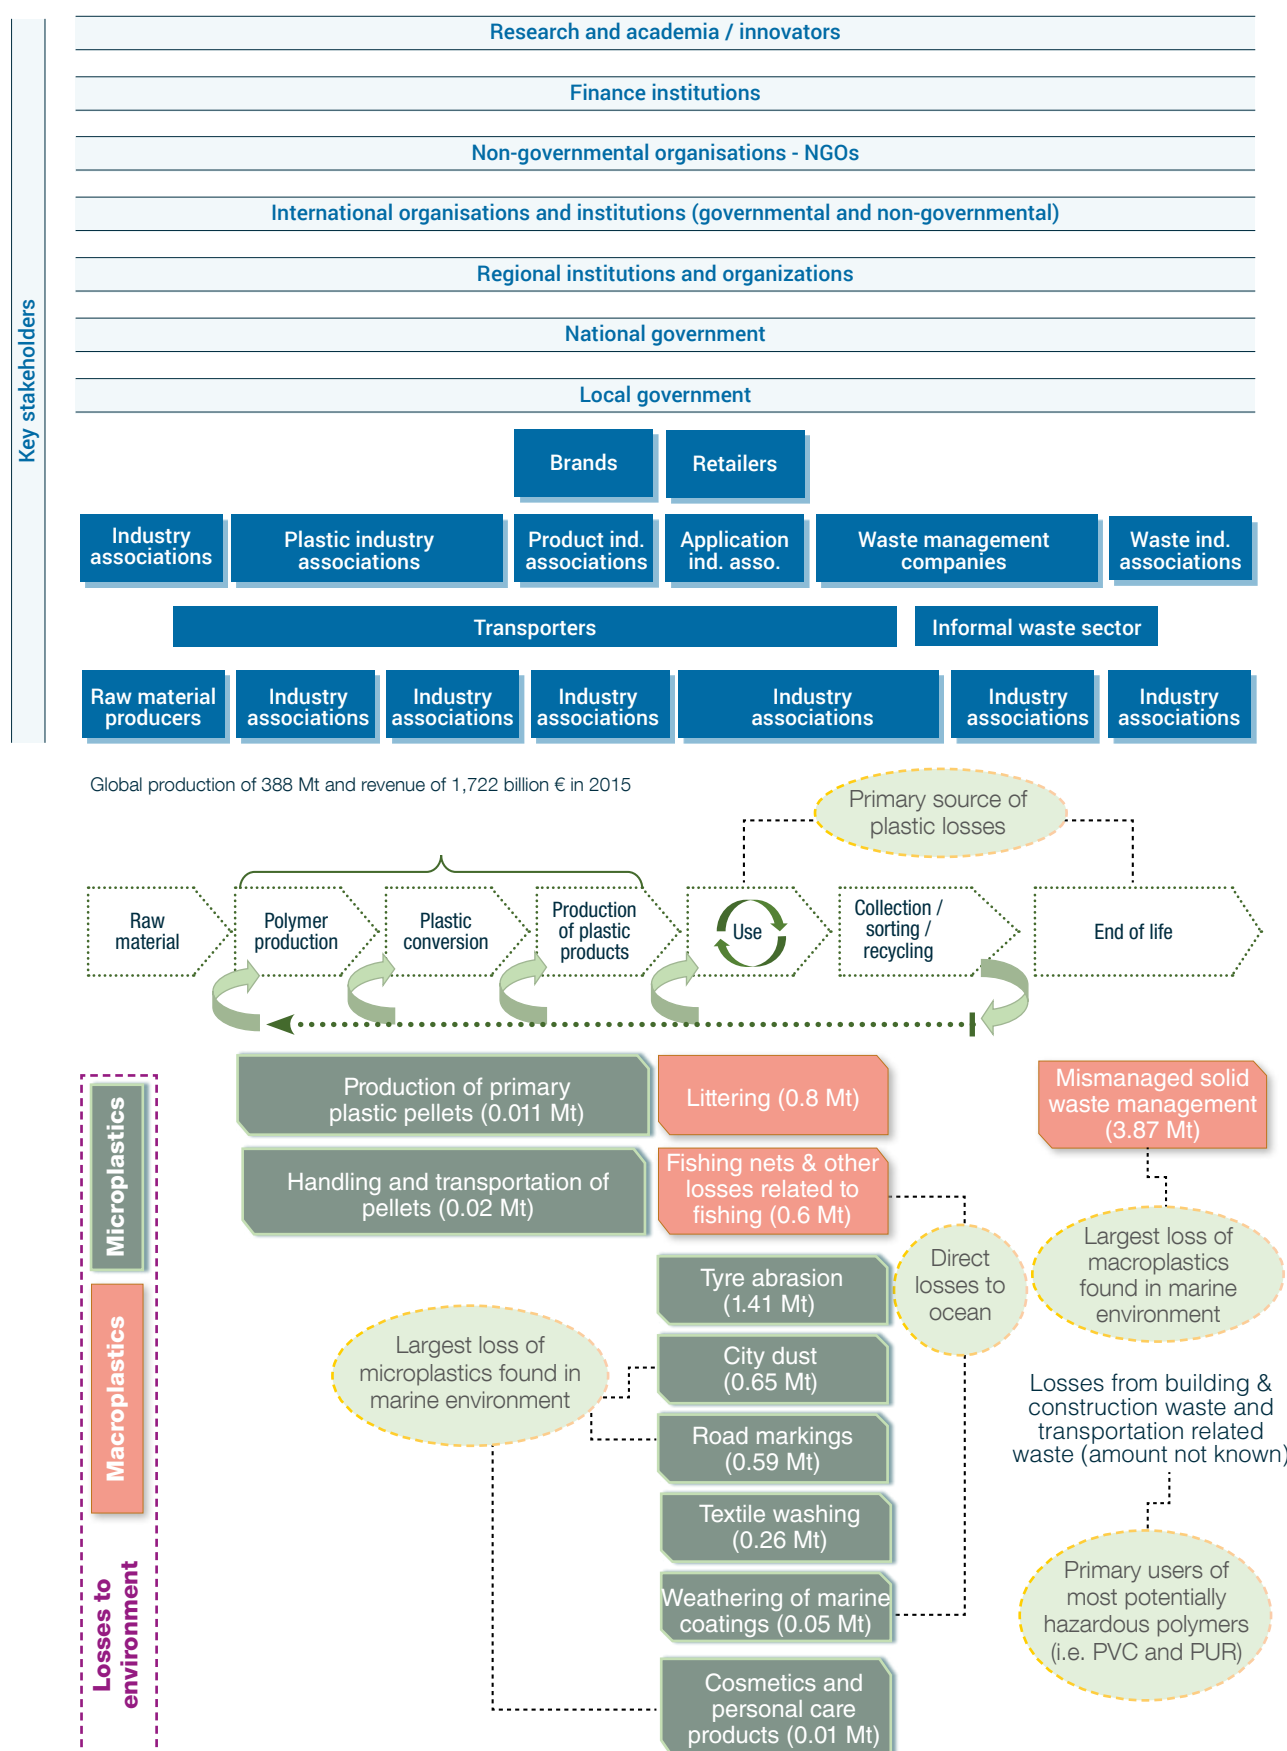 Key stakeholders
Research and academia / innovators
Finance institutions
Non-governmental organisations - NGOs
International organisations and institutions (governmental and non-governmental)
Regional institutions and organizations
National government
Local government
Brands
Retailers
Industry
associations
Plastic industry
associations
Product ind.
associations
Application
ind. asso.
Waste management
companies
Waste ind.
associations
Transporters
Informal waste sector
Raw material
producers
Industry
associations
Industry
associations
Industry
associations
Industry
associations
Industry
associations
Industry
associations
Global production of 388 Mt and revenue of 1,722 billion € in 2015
Primary source of
plastic losses
Raw
material
Polymer
production
Plastic
conversion
Production
of plastic
products
Use
Collection /
sorting /
recycling
End of life
Microplastics
Macroplastics
Losses to
environment
Production of primary
plastic pellets (0.011 Mt)
Littering (0.8 Mt)
Mismanaged solid
waste management
(3.87 Mt)
Handling and transportation of
pellets (0.02 Mt)
Fishing nets & other
losses related to
fishing (0.6 Mt)
Direct
losses to
ocean
Largest loss of
macroplastics
found in marine
environment
Tyre abrasion
(1.41 Mt)
Largest loss of
microplastics found in
marine environment
City dust
(0.65 Mt)
Losses from building &
construction waste and
transportation related
waste (amount not known)
Road markings
(0.59 Mt)
Textile washing
(0.26 Mt)
Weathering of marine
coatings (0.05 Mt)
Primary users of
most potentially
hazardous polymers
(i.e. PVC and PUR)
Cosmetics and
personal care
products (0.01 Mt)